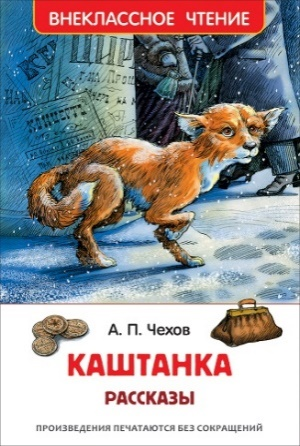 ВНЕКЛАССНОЕ ЧТЕНИЕ
А. П. Чехов
КАШТАНКА
РАССКАЗЫ
ПРОИЗВЕДЕНИЯ ПЕЧАТАЮТСЯ БЕЗ СОКРАЩЕНИЙ